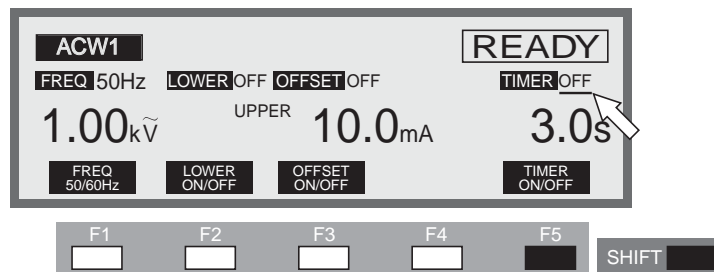 ACW1 READY
FREQ 50Hz LOWER OFF OFFSET OFF TIMER OFF
1.00kṼ UPPER 10.0mA 3.0s
FREQ 50/60Hz LOWER ON/OFF OFFSET ON/OFF TIMER ON/OFF
F1 F2 F3 F4 F5
SHIFT